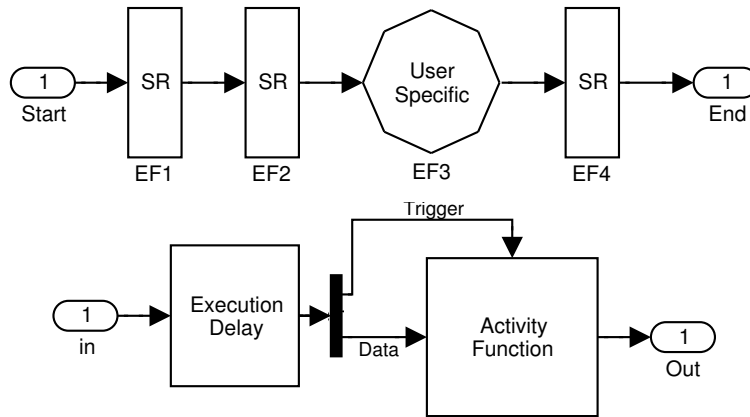 1
Start
SR
EF1
SR
EF2
User
Specific
EF3
SR
EF4
1
End
1
in
Execution
Delay
Trigger
Data
Activity
Function
1
Out